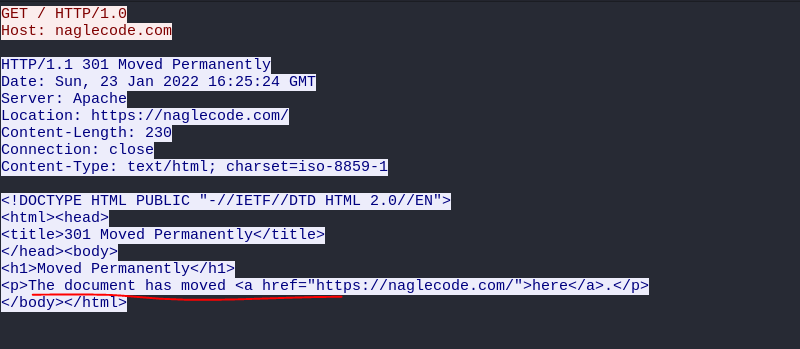 GET / HTTP/1.0
Host: naglecode.com
HTTP/1.1 301 Moved Permanently
Date: Sun, 23 Jan 2022 16:25:24 GMT
Server: Apache
Location: https://naglecode.com/
Content-Length: 230
Connection: close
Content-Type: text/html; charset=iso-8859-1
<!DOCTYPE HTML PUBLIC "-//IETF//DTD HTML 2.0//EN">
<html><head>
<title>301 Moved Permanently</title>
</head><body>
<h1>Moved Permanently</h1>
<p>The document has moved <a href="https://naglecode.com/">here</a>.</p>
</body></html>